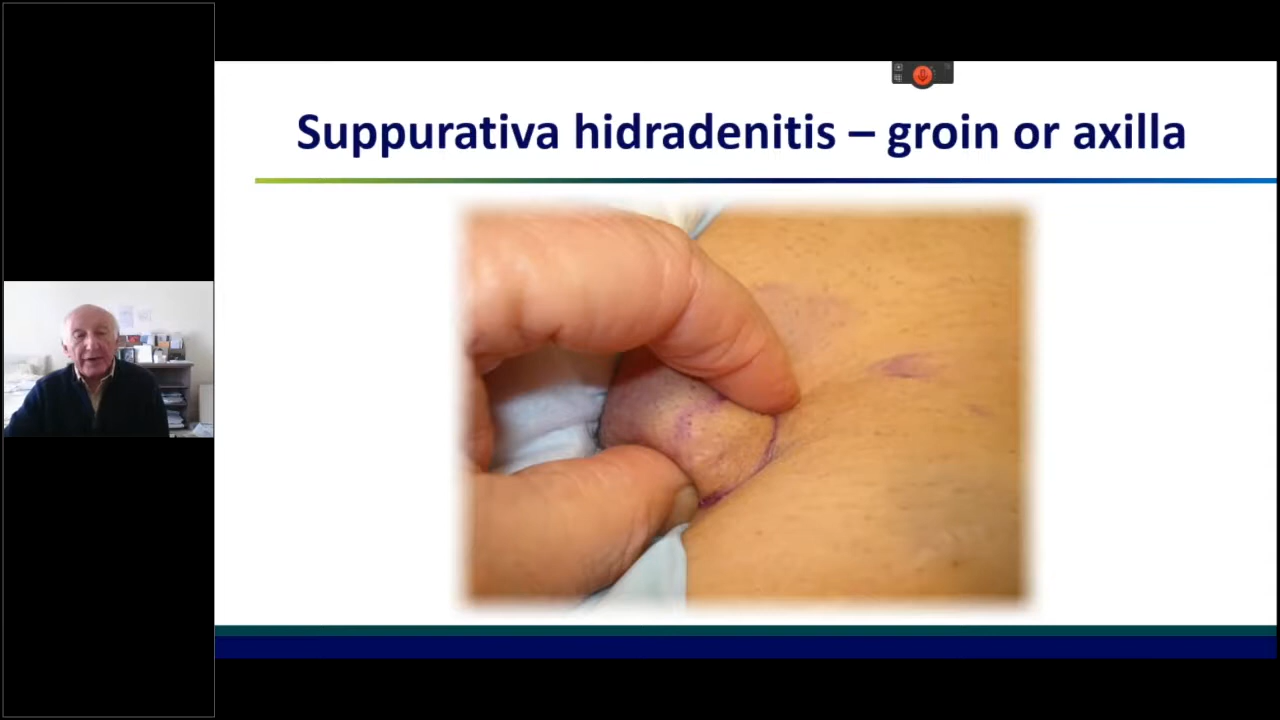 Suppurativa hidradenitis – groin or axilla